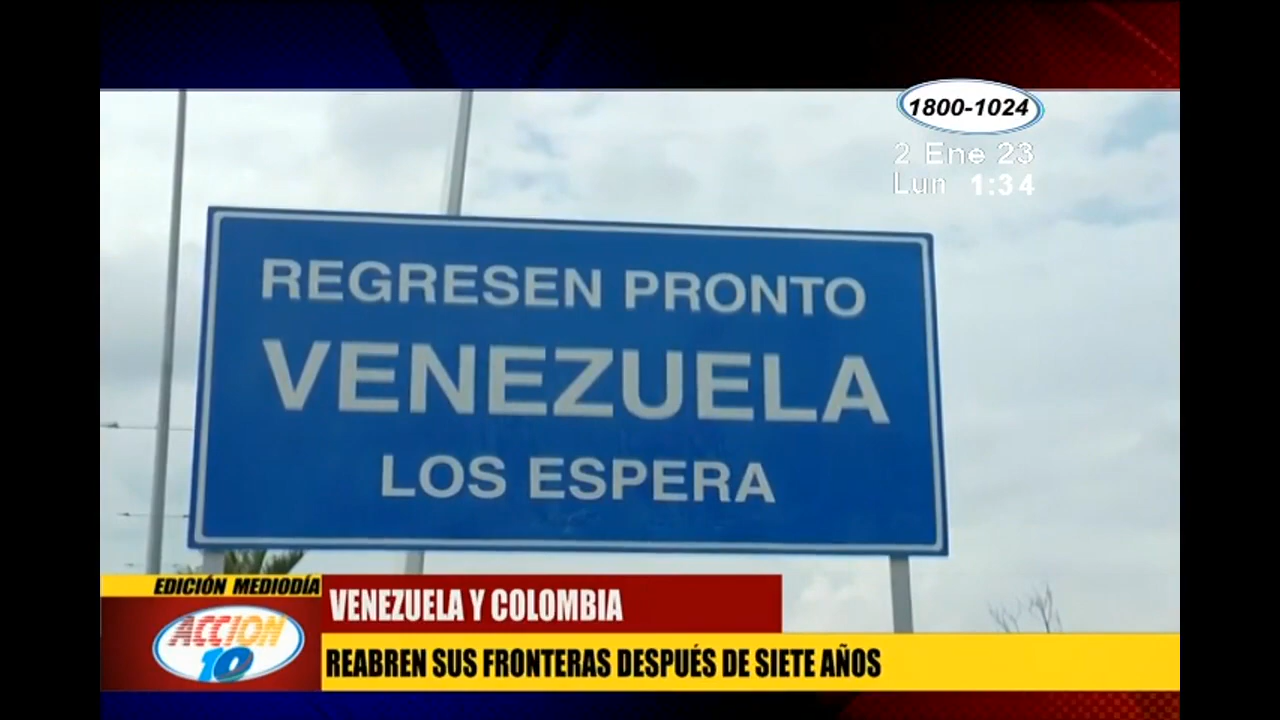 1800-1024
2 Ene 23
Lun 1:34
REGRESEN PRONTO
VENEZUELA
LOS ESPERA
EDICIÓN MEDIODÍA
ACCION
10
VENEZUELA Y COLOMBIA
REABREN SUS FRONTERAS DESPUÉS DE SIETE AÑOS